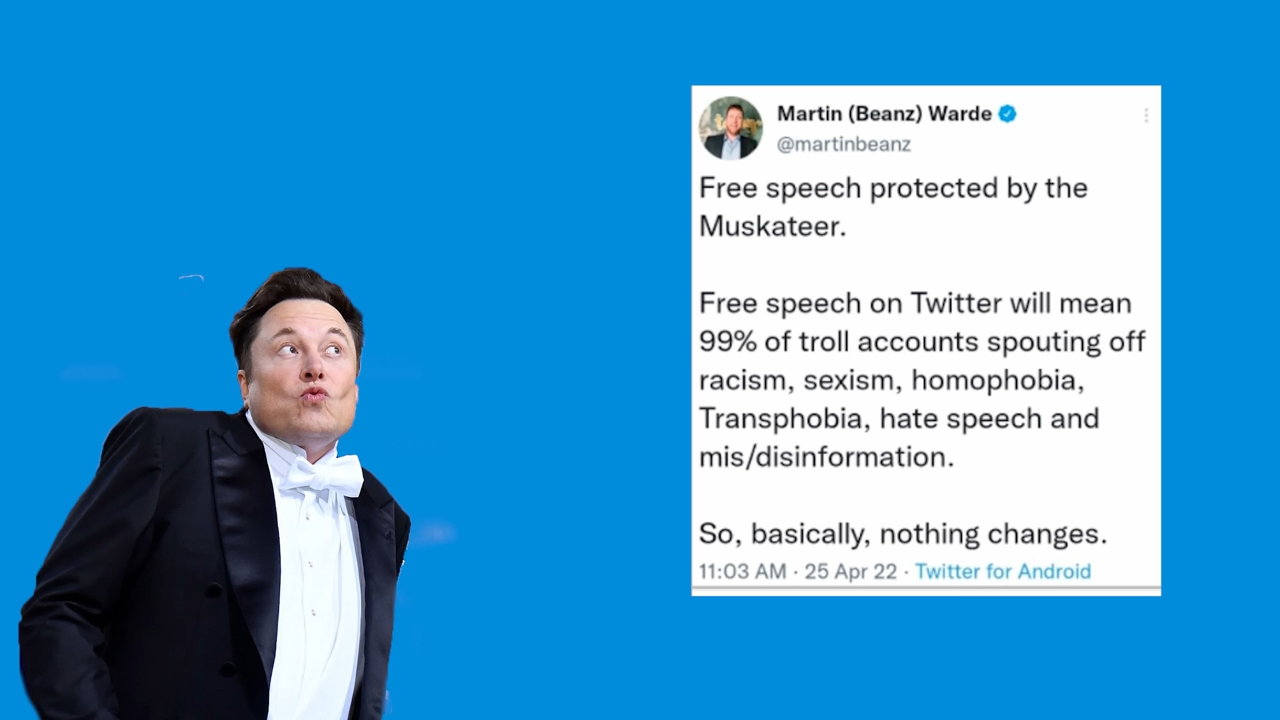 Martin (Beanz) Warde
@martinbeanz
Free speech protected by the
Muskateer.
Free speech on Twitter will mean
99% of troll accounts spouting off
racism, sexism, homophobia,
Transphobia, hate speech and
mis/disinformation.
So, basically, nothing changes.
11:03 AM · 25 Apr 22 · Twitter for Android